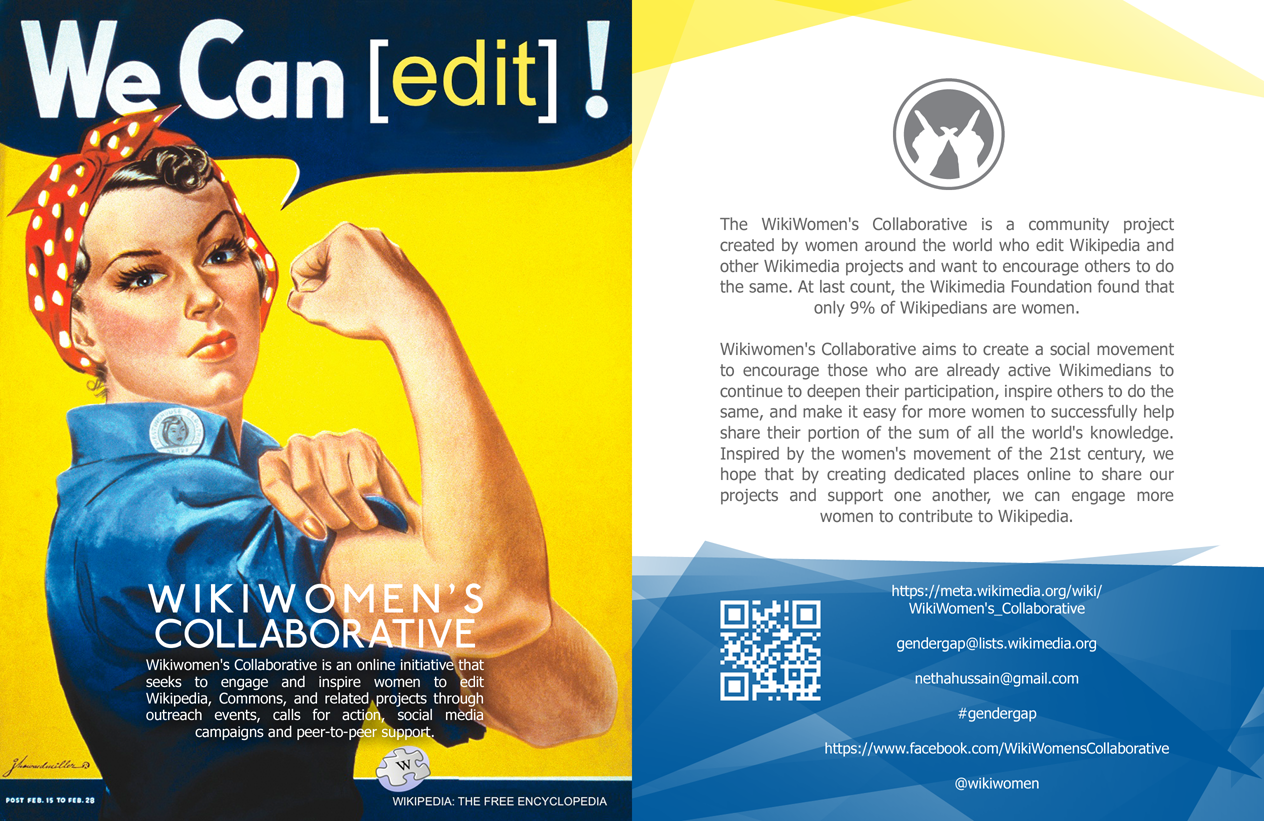 We Can [edit] !
WIKIWOMEN'S
COLLABORATIVE
Wikiwomen's Collaborative is an online initiative that
seeks to engage and inspire women to edit
Wikipedia, Commons, and related projects through
outreach events, calls for action, social media
campaigns and peer-to-peer support.
W
J Howard Miller
POST FEB. 15 TO FEB. 28
WIKIPEDIA: THE FREE ENCYCLOPEDIA
The WikiWomen's Collaborative is a community project
created by women around the world who edit Wikipedia and
other Wikimedia projects and want to encourage others to do
the same. At last count, the Wikimedia Foundation found that
only 9% of Wikipedians are women.
Wikiwomen's Collaborative aims to create a social movement
to encourage those who are already active Wikimedians to
continue to deepen their participation, inspire others to do the
same, and make it easy for more women to successfully help
share their portion of the sum of all the world's knowledge.
Inspired by the women's movement of the 21st century, we
hope that by creating dedicated places online to share our
projects and support one another, we can engage more
women to contribute to Wikipedia.
https://meta.wikimedia.org/wiki/
WikiWomen's_Collaborative
gendergap@lists.wikimedia.org
nethahussain@gmail.com
#gendergap
https://www.facebook.com/WikiWomensCollaborative
@wikiwomen